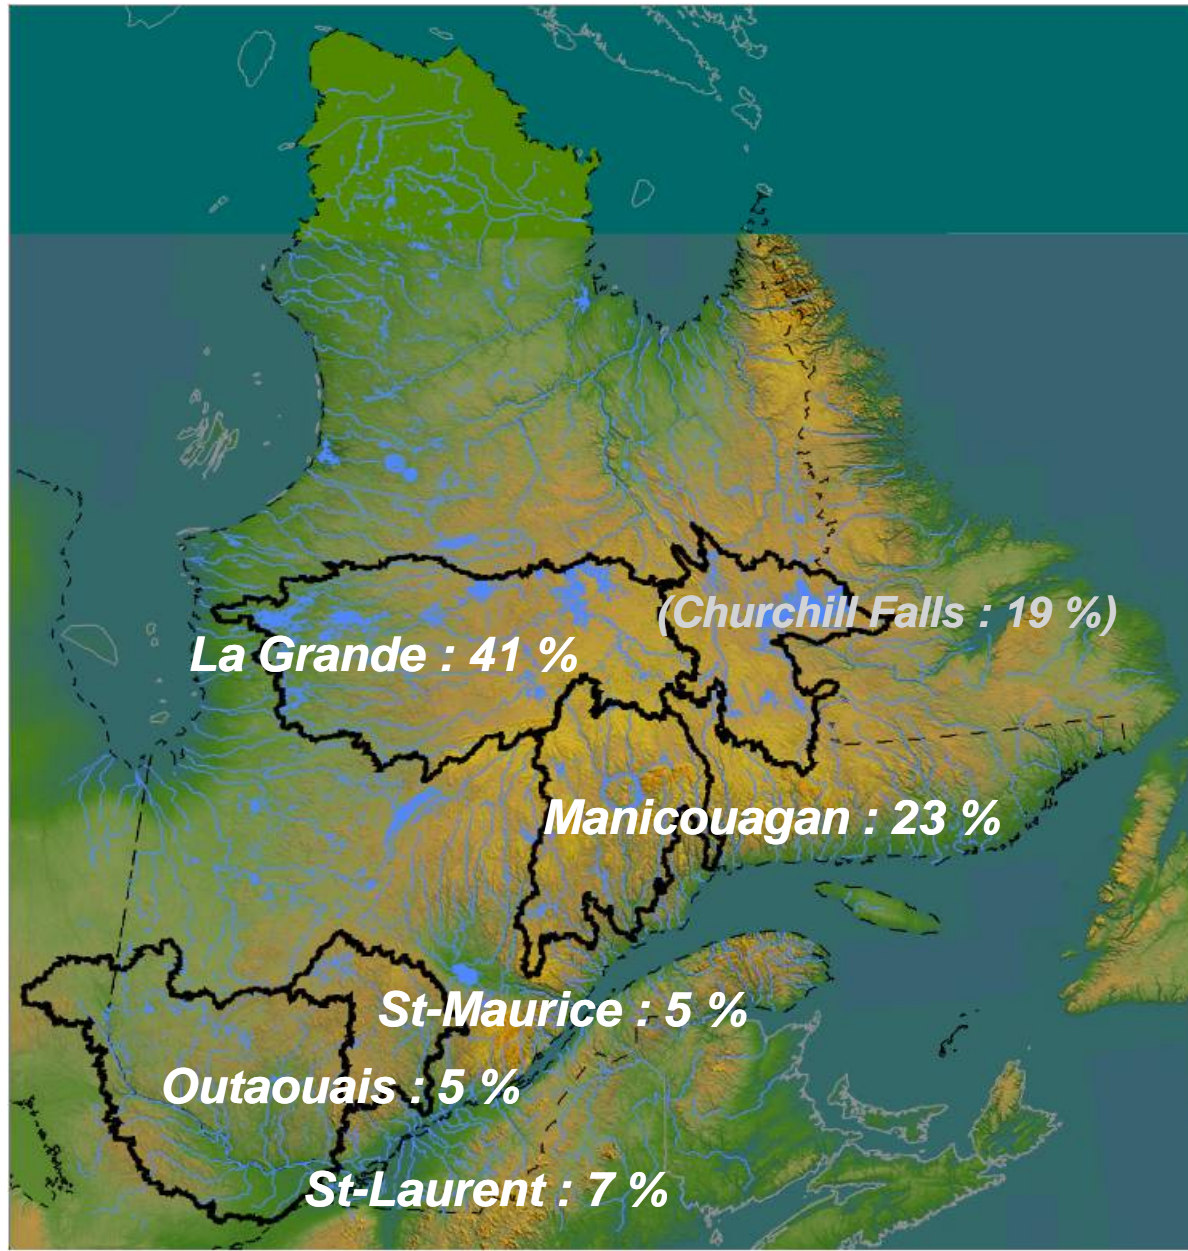 (Churchill Falls : 19 %)
La Grande : 41 %
Manicouagan : 23 %
St-Maurice : 5 %
Outaouais : 5 %
St-Laurent : 7 %